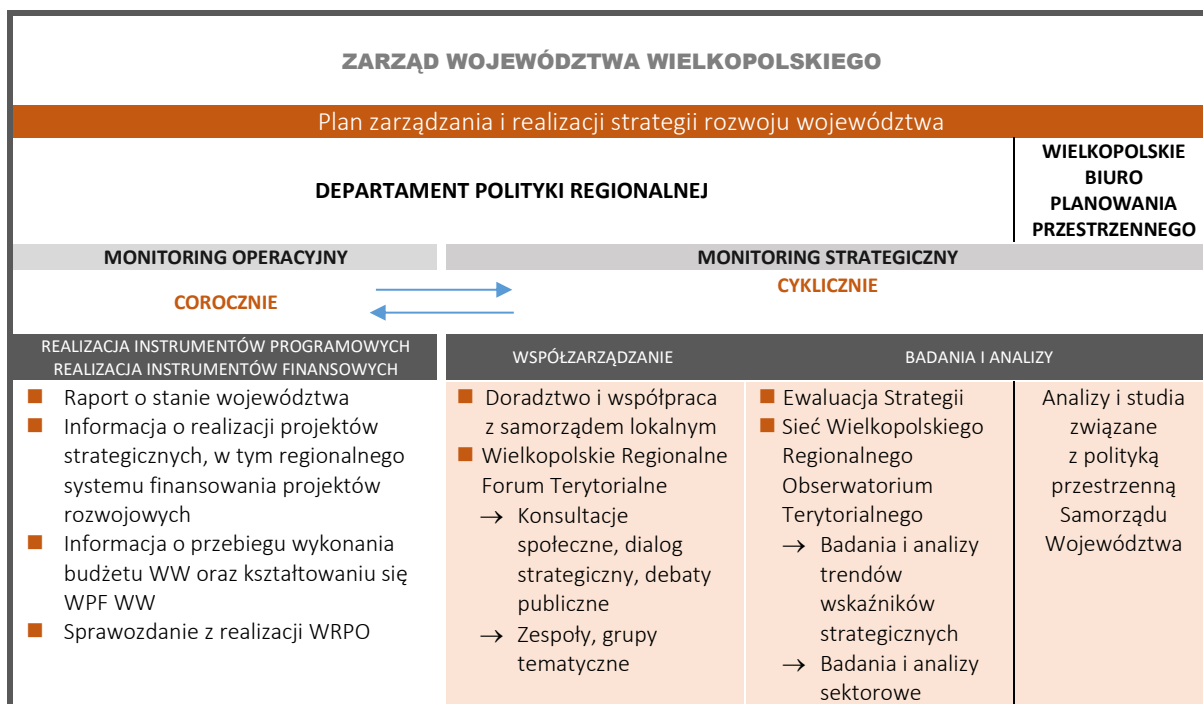 ZARZĄD WOJEWÓDZTWA WIELKOPOLSKIEGO
Plan zarządzania i realizacji strategii rozwoju województwa
DEPARTAMENT POLITYKI REGIONALNEJ
WIELKOPOLSKIE
BIURO
PLANOWANIA
PRZESTRZENNEGO
MONITORING OPERACYJNY
MONITORING STRATEGICZNY
COROCZNIE
CYKLICZNIE
REALIZACJA INSTRUMENTÓW PROGRAMOWYCH
REALIZACJA INSTRUMENTÓW FINANSOWYCH
■ Raport o stanie województwa
■ Informacja o realizacji projektów
strategicznych, w tym regionalnego
systemu finansowania projektów
rozwojowych
■ Informacja o przebiegu wykonania
budżetu WW oraz kształtowaniu się
WPF WW
■ Sprawozdanie z realizacji WRPO
WSPÓŁZARZĄDZANIE
■ Doradztwo i współpraca
z samorządem lokalnym
■ Wielkopolskie Regionalne
Forum Terytorialne
→ Konsultacje
społeczne, dialog
strategiczny, debaty
publiczne
→ Zespoły, grupy
tematyczne
BADANIA I ANALIZY
■ Ewaluacja Strategii
■ Sieć Wielkopolskiego
Regionalnego
Obserwatorium
Terytorialnego
→ Badania i analizy
trendów
wskaźników
strategicznych
→ Badania i analizy
sektorowe
Analizy i studia
związane
z polityką
przestrzenną
Samorządu
Województwa